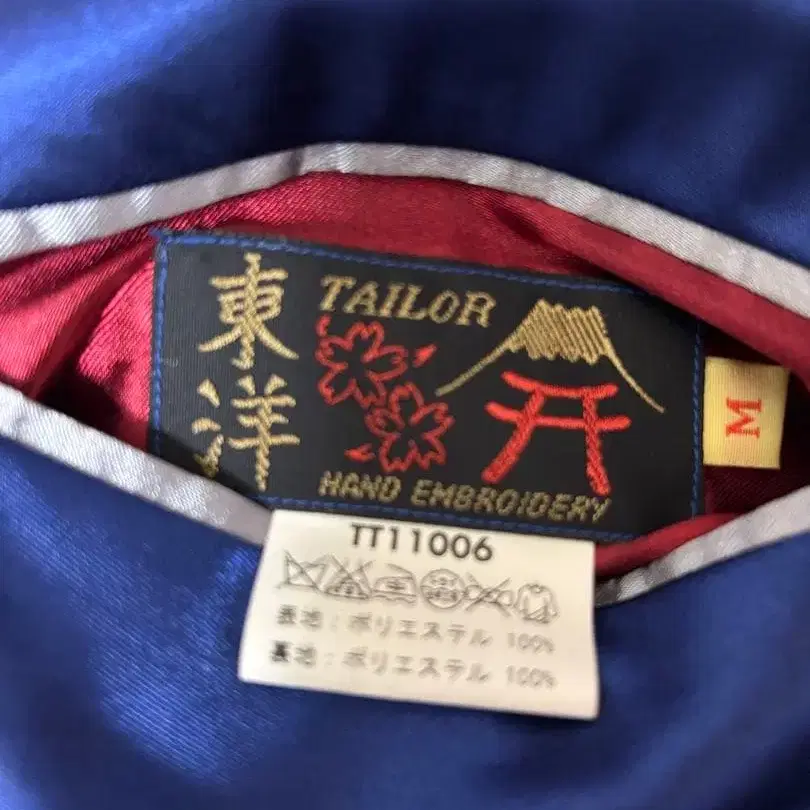 東洋
TAILOR
HAND EMBROIDERY
M
TT11006
表地：ポリエステル 100%
裏地：ポリエステル 100%